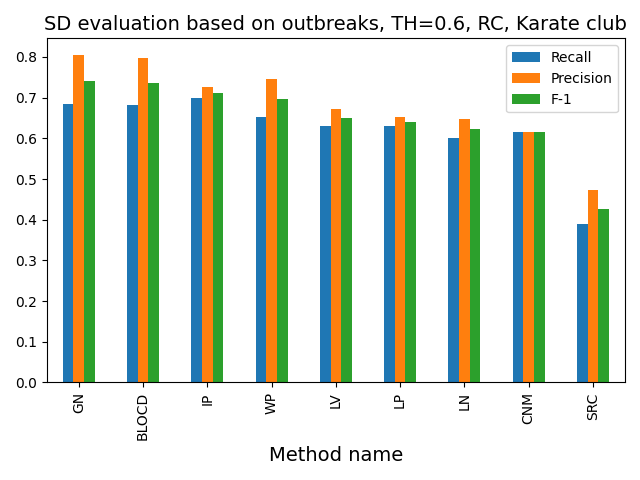 SD evaluation based on outbreaks, TH=0.6, RC, Karate club
Recall
Precision
F-1
0.8
0.7
0.6
0.5
0.4
0.3
0.2
0.1
0.0
GN
BLOCD
IP
WP
LV
LP
LN
CNM
SRC
Method name